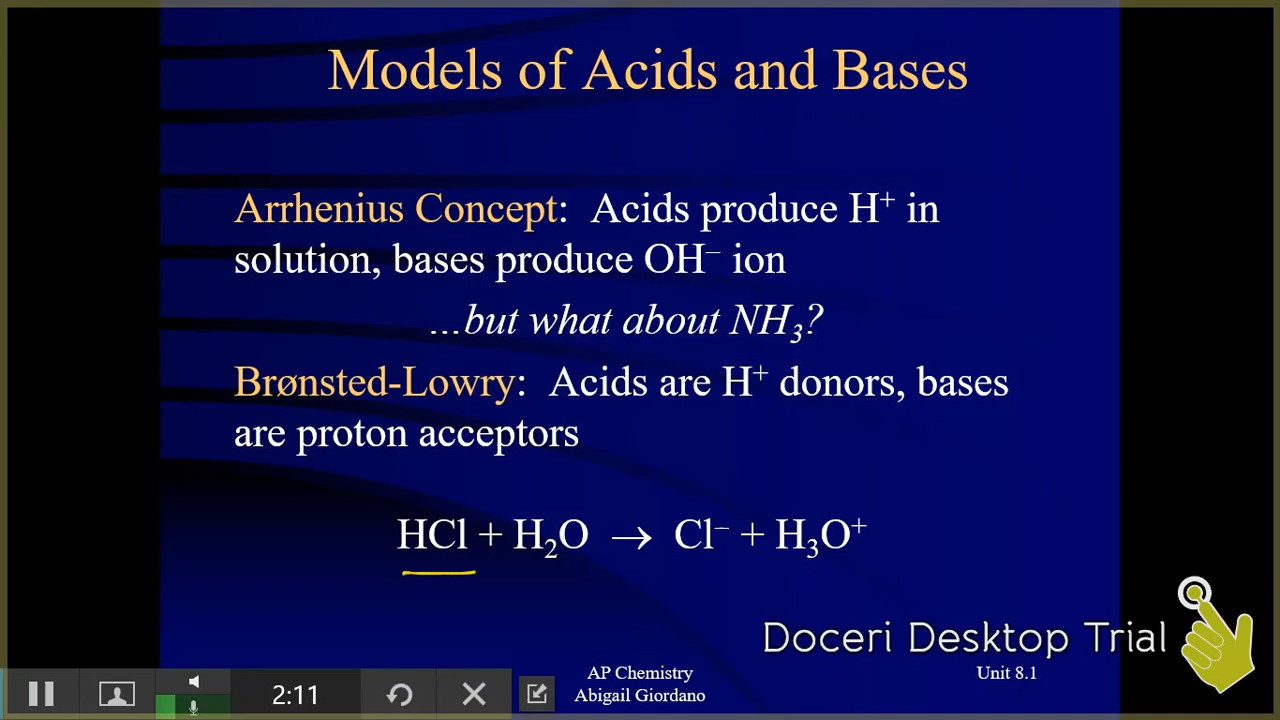 Models of Acids and Bases
Arrhenius Concept: Acids produce H⁺ in
solution, bases produce OH⁻ ion
...but what about NH₃?
Brønsted-Lowry: Acids are H⁺ donors, bases
are proton acceptors
HCl + H₂O → Cl⁻ + H₃O⁺
Doceri Desktop Trial
2:11
AP Chemistry
Abigail Giordano
Unit 8.1